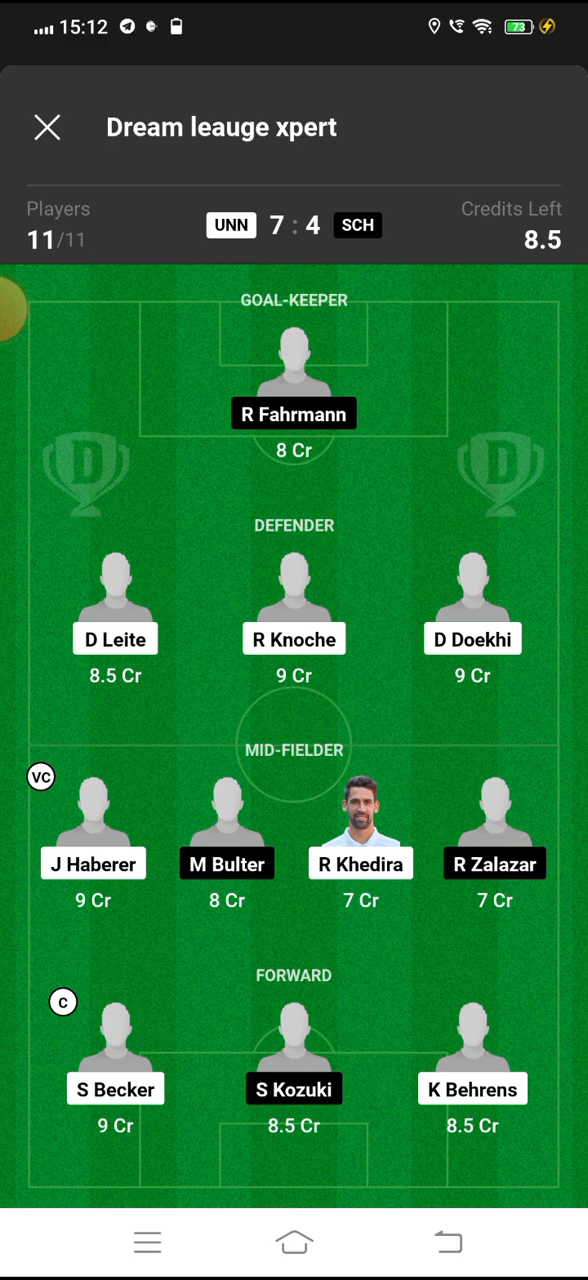 15:12
73
Dream leauge xpert
Players
11/11
UNN 7 : 4 SCH
Credits Left
8.5
GOAL-KEEPER
R Fahrmann
8 Cr
D D
DEFENDER
D Leite R Knoche D Doekhi
8.5 Cr 9 Cr 9 Cr
MID-FIELDER
VC
J Haberer M Bulter R Khedira R Zalazar
9 Cr 8 Cr 7 Cr 7 Cr
FORWARD
C
S Becker S Kozuki K Behrens
9 Cr 8.5 Cr 8.5 Cr